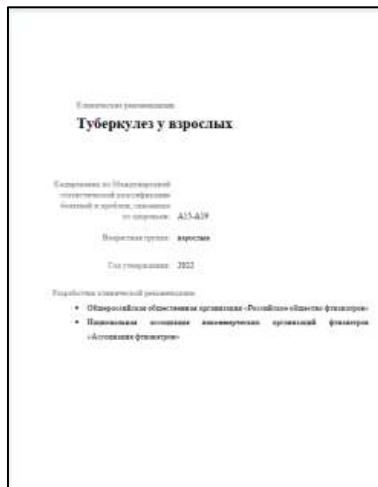 Клинические рекомендации
Туберкулез у взрослых
Кодирование по Международной
статистической классификации
болезней и проблем, связанных
со здоровьем: A15-A19
Возрастная группа: взрослые
Год утверждения: 2022
Разработчик клинической рекомендации:
• Общероссийская общественная организация «Российское общество фтизиатров»
• Национальная ассоциация некоммерческих организаций фтизиатров
«Ассоциация фтизиатров»